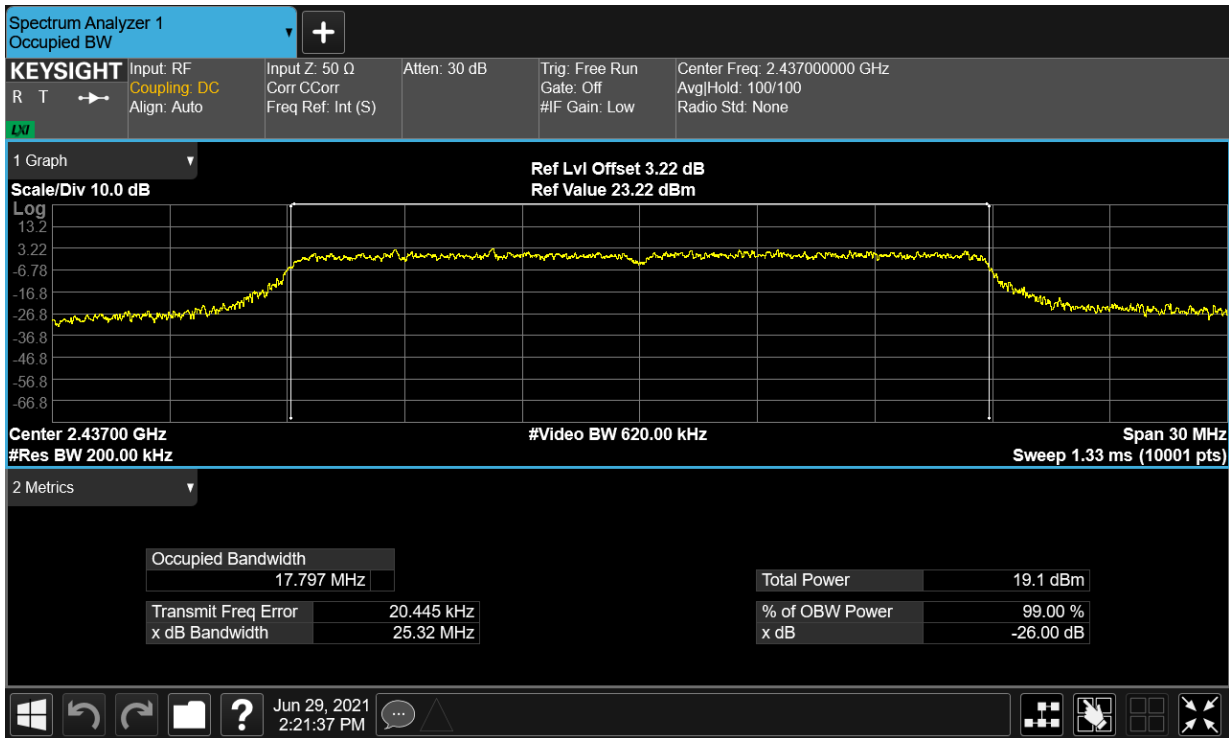 Spectrum Analyzer 1
Occupied BW
▼
+
KEYSIGHT
R T
LXI
Input: RF
Coupling: DC
Align: Auto
Input Z: 50 Ω
Corr CCorr
Freq Ref: Int (S)
Atten: 30 dB
Trig: Free Run
Gate: Off
#IF Gain: Low
Center Freq: 2.437000000 GHz
Avg|Hold: 100/100
Radio Std: None
1 Graph ▼
Scale/Div 10.0 dB
Ref Lvl Offset 3.22 dB
Ref Value 23.22 dBm
Log
13.2
3.22
-6.78
-16.8
-26.8
-36.8
-46.8
-56.8
-66.8
Center 2.43700 GHz
#Res BW 200.00 kHz
#Video BW 620.00 kHz
Span 30 MHz
Sweep 1.33 ms (10001 pts)
2 Metrics ▼
Occupied Bandwidth
17.797 MHz
Transmit Freq Error 20.445 kHz
x dB Bandwidth 25.32 MHz
Total Power 19.1 dBm
% of OBW Power 99.00 %
x dB -26.00 dB
?
Jun 29, 2021
2:21:37 PM